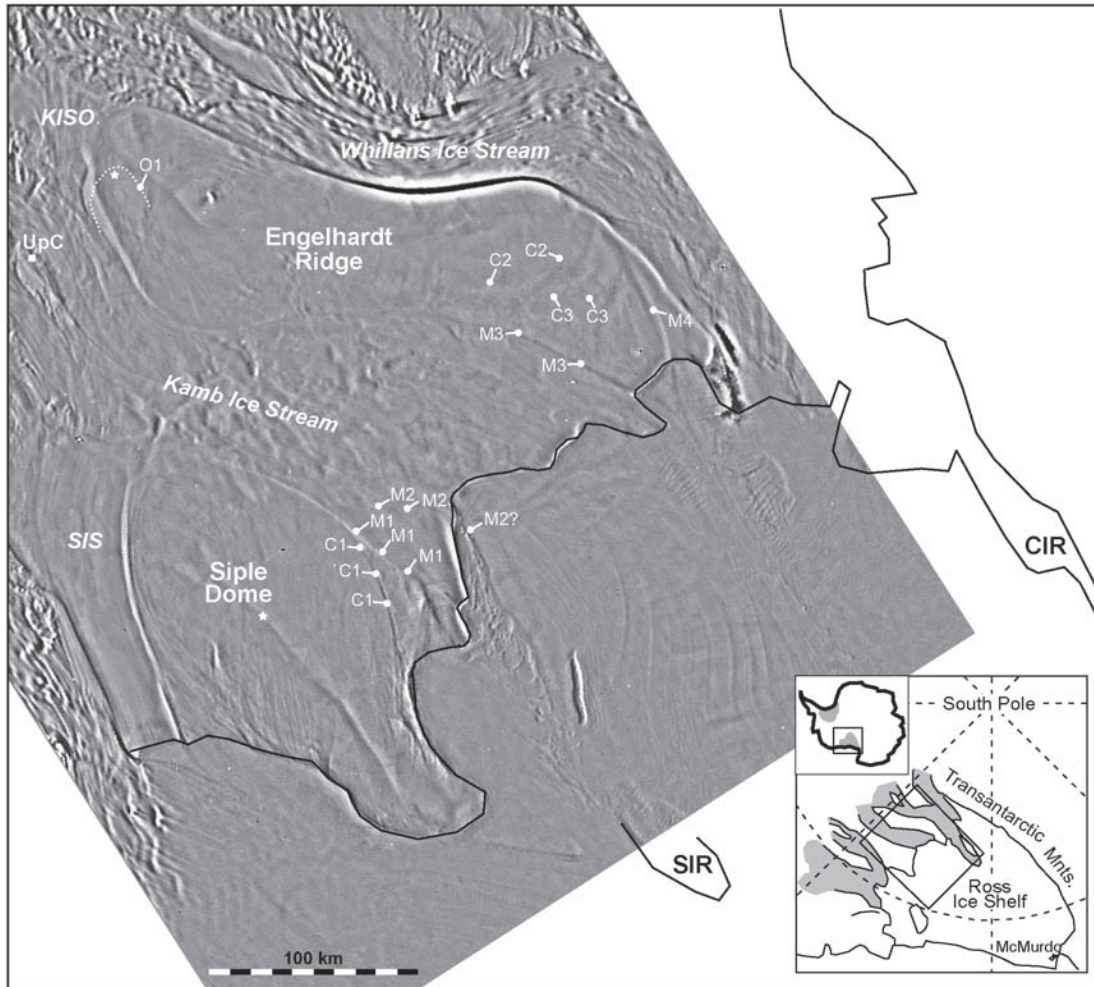 KISO
Whillans Ice Stream
O1
UpC
Engelhardt
Ridge
C2
C2
C3
C3
M4
M3
M3
Kamb Ice Stream
M2
M2
M2?
M1
M1
M1
C1
C1
C1
SIS
Siple
Dome
CIR
SIR
100 km
South Pole
Transantarctic Mnts.
Ross
Ice Shelf
McMurdo